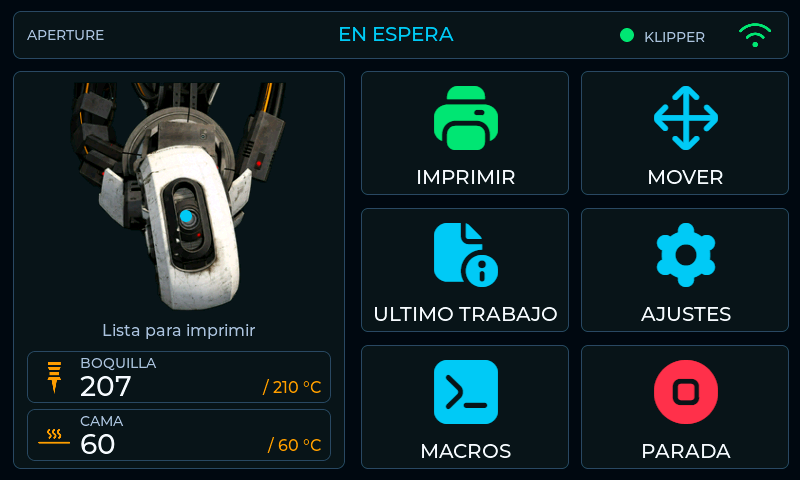 APERTURE
EN ESPERA
KLIPPER
Lista para imprimir
BOQUILLA
207 / 210 °C
CAMA
60 / 60 °C
IMPRIMIR
MOVER
ULTIMO TRABAJO
AJUSTES
MACROS
PARADA